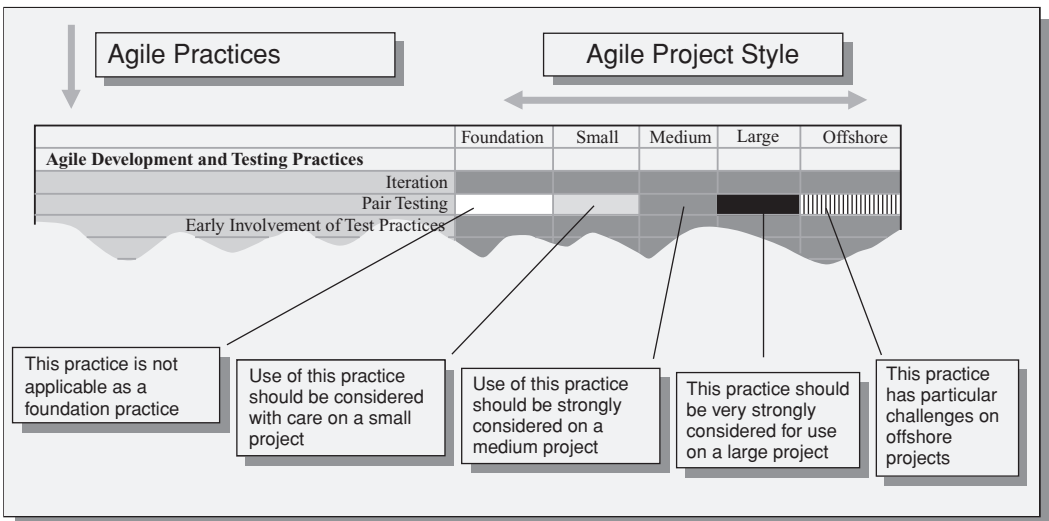 Agile Practices
Agile Project Style
Foundation Small Medium Large Offshore
Agile Development and Testing Practices
Iteration
Pair Testing
Early Involvement of Test Practices
This practice is not
applicable as a
foundation practice
Use of this practice
should be considered
with care on a small
project
Use of this practice
should be strongly
considered on a
medium project
This practice should
be very strongly
considered for use
on a large project
This practice
has particular
challenges on
offshore
projects